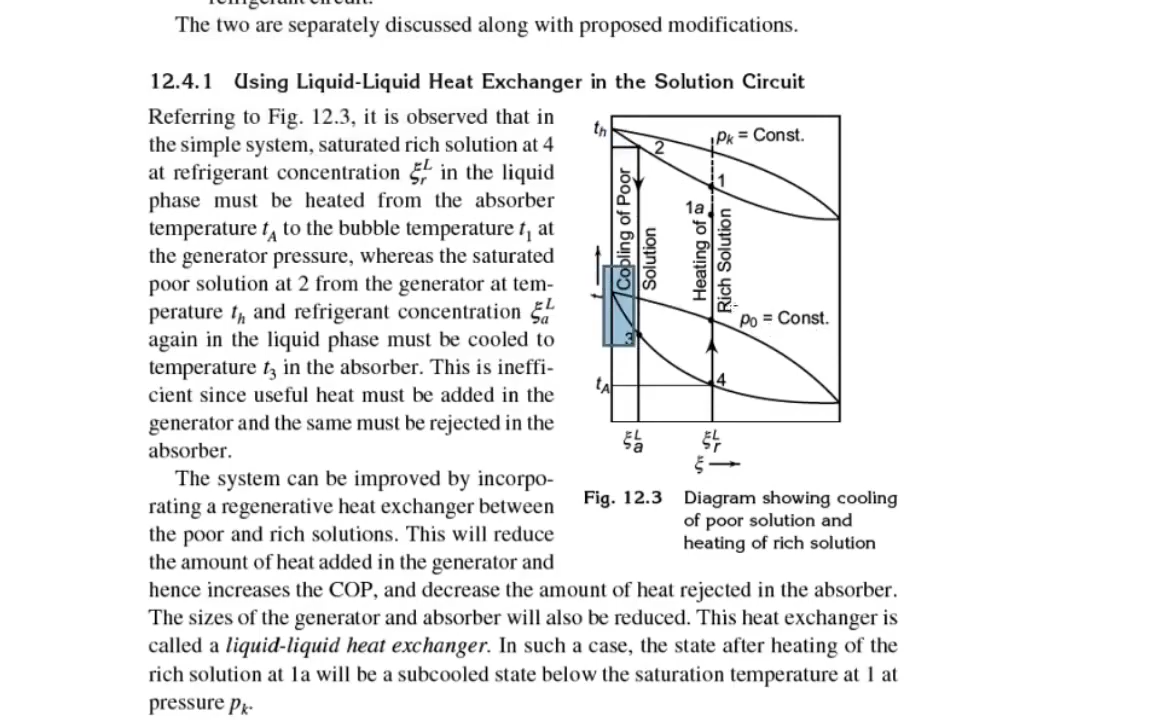 The two are separately discussed along with proposed modifications.
12.4.1 Using Liquid-Liquid Heat Exchanger in the Solution Circuit
Referring to Fig. 12.3, it is observed that in
the simple system, saturated rich solution at 4
at refrigerant concentration ξ_r^L in the liquid
phase must be heated from the absorber
temperature t_A to the bubble temperature t_1 at
the generator pressure, whereas the saturated
poor solution at 2 from the generator at tem-
perature t_h and refrigerant concentration ξ_a^L
again in the liquid phase must be cooled to
temperature t_3 in the absorber. This is ineffi-
cient since useful heat must be added in the
generator and the same must be rejected in the
absorber.
The system can be improved by incorpo-
rating a regenerative heat exchanger between
the poor and rich solutions. This will reduce
the amount of heat added in the generator and
hence increases the COP, and decrease the amount of heat rejected in the absorber.
The sizes of the generator and absorber will also be reduced. This heat exchanger is
called a liquid-liquid heat exchanger. In such a case, the state after heating of the
rich solution at 1a will be a subcooled state below the saturation temperature at 1 at
pressure p_k.
t_h
p_k = Const.
2
1
1a
Cooling of Poor
Solution
Heating of
Rich Solution
t
p_0 = Const.
3
t_A
4
ξ_a^L
ξ_r^L
ξ
Fig. 12.3 Diagram showing cooling
of poor solution and
heating of rich solution